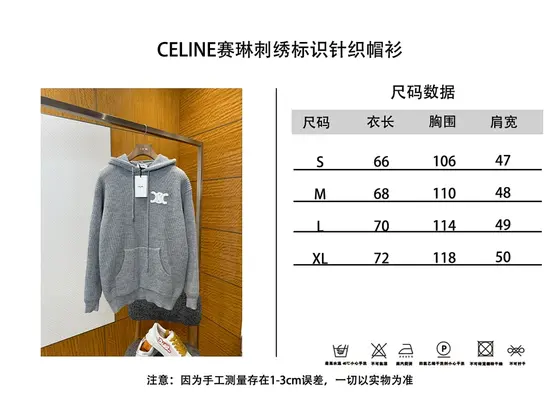 CELINE赛琳刺绣标识针织帽衫
尺码数据
尺码 衣长 胸围 肩宽
S 66 106 47
M 68 110 48
L 70 114 49
XL 72 118 50
注意：因为手工测量存在1-3cm误差，一切以实物为准